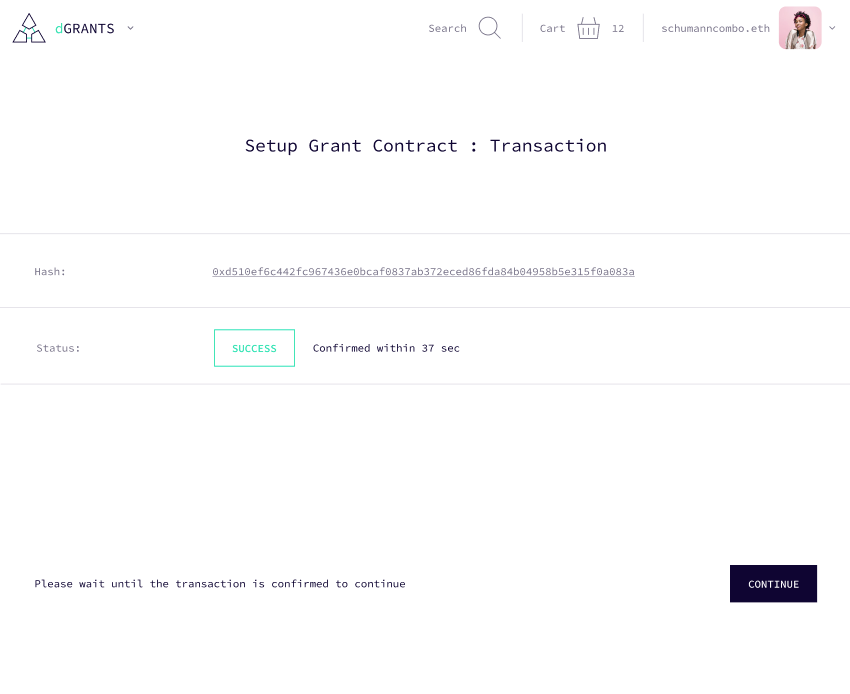 dGRANTS
Search
Cart
12
schumanncombo.eth
Setup Grant Contract : Transaction
Hash:
0xd510ef6c442fc967436e0bcaf0837ab372eced86fda84b04958b5e315f0a083a
Status:
SUCCESS
Confirmed within 37 sec
Please wait until the transaction is confirmed to continue
CONTINUE